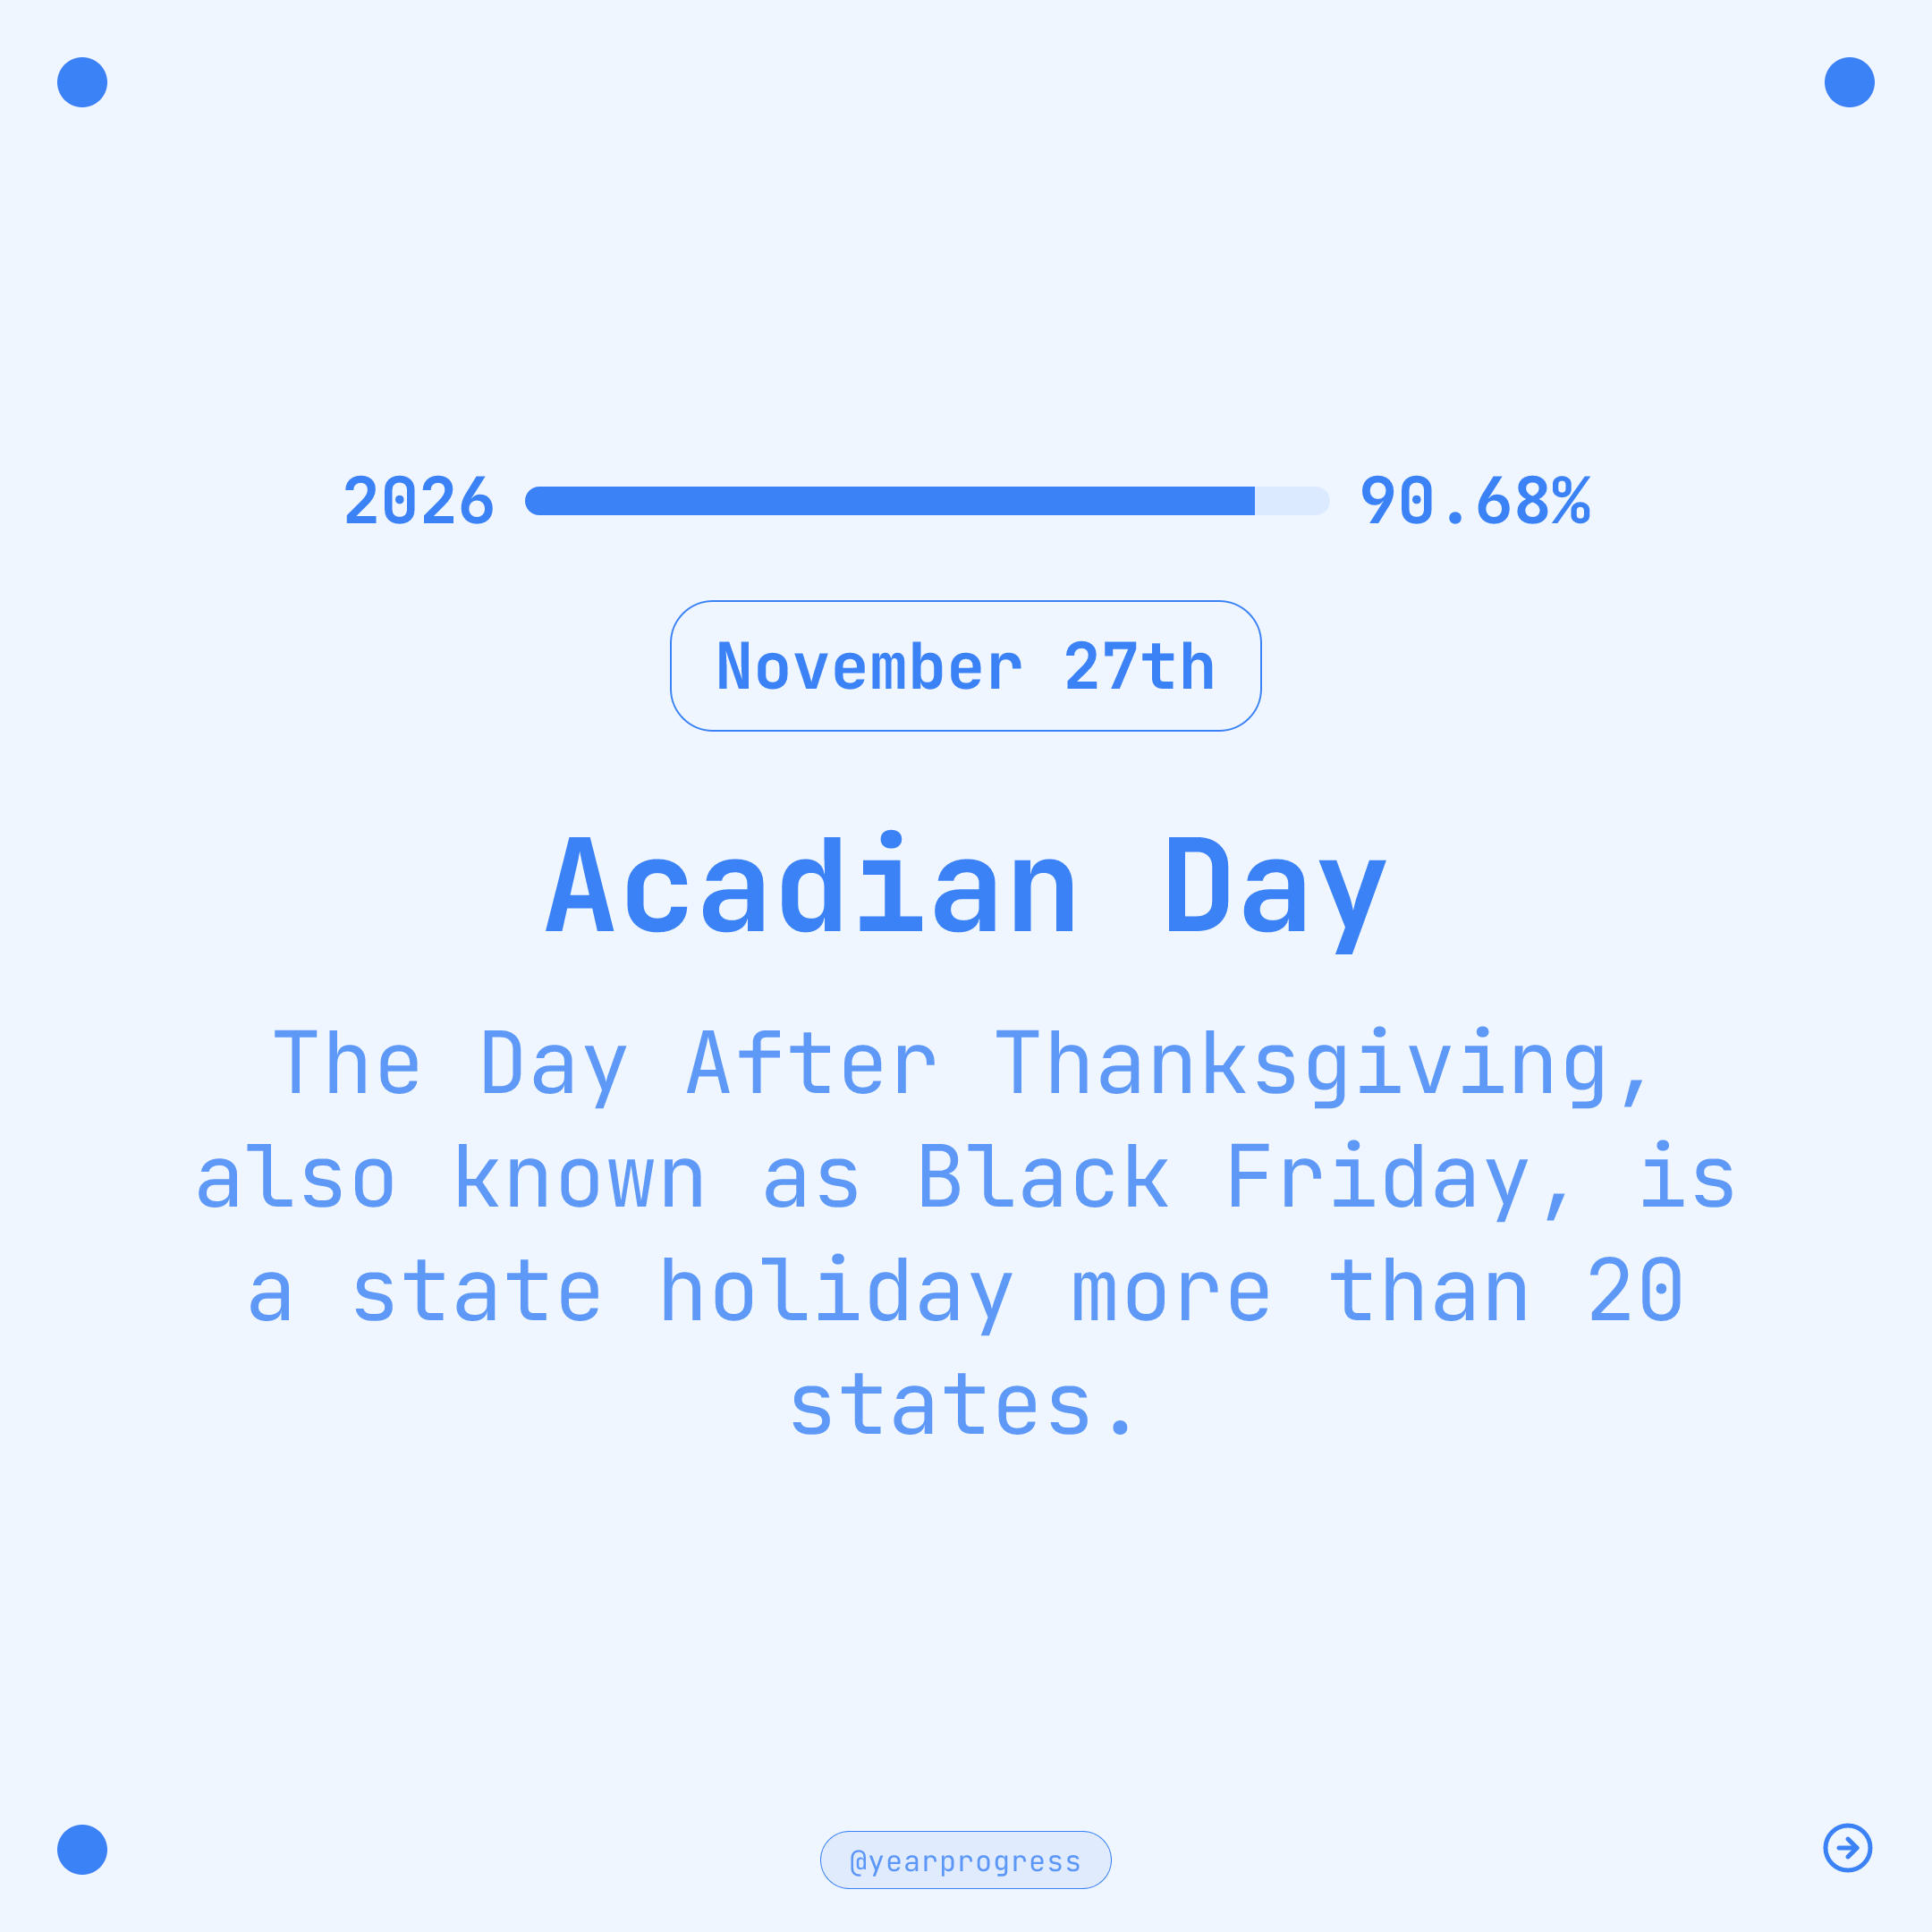 2026 90.68%
November 27th
Acadian Day
The Day After Thanksgiving,
also known as Black Friday, is
a state holiday more than 20
states.
@yearprogress